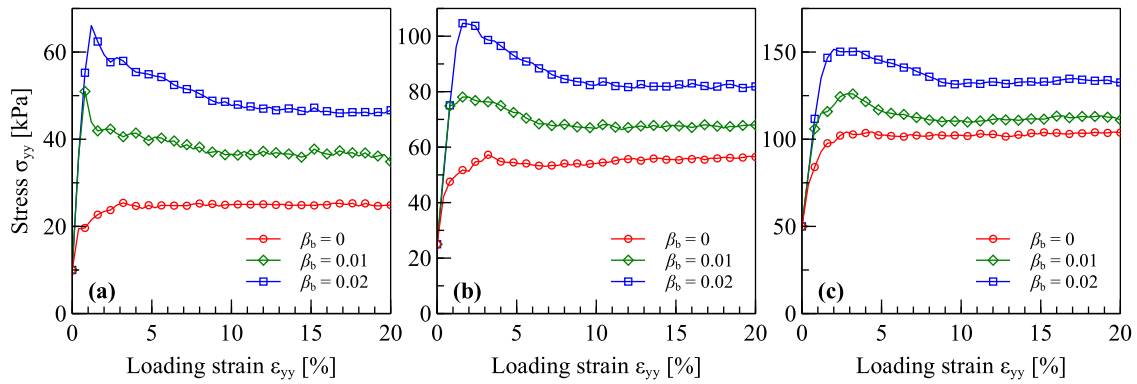 Stress σyy [kPa]
60
40
20
0
βb = 0
βb = 0.01
βb = 0.02
(a)
0 5 10 15 20
Loading strain εyy [%]
100
80
60
40
20
0
βb = 0
βb = 0.01
βb = 0.02
(b)
0 5 10 15 20
Loading strain εyy [%]
150
100
50
0
βb = 0
βb = 0.01
βb = 0.02
(c)
0 5 10 15 20
Loading strain εyy [%]